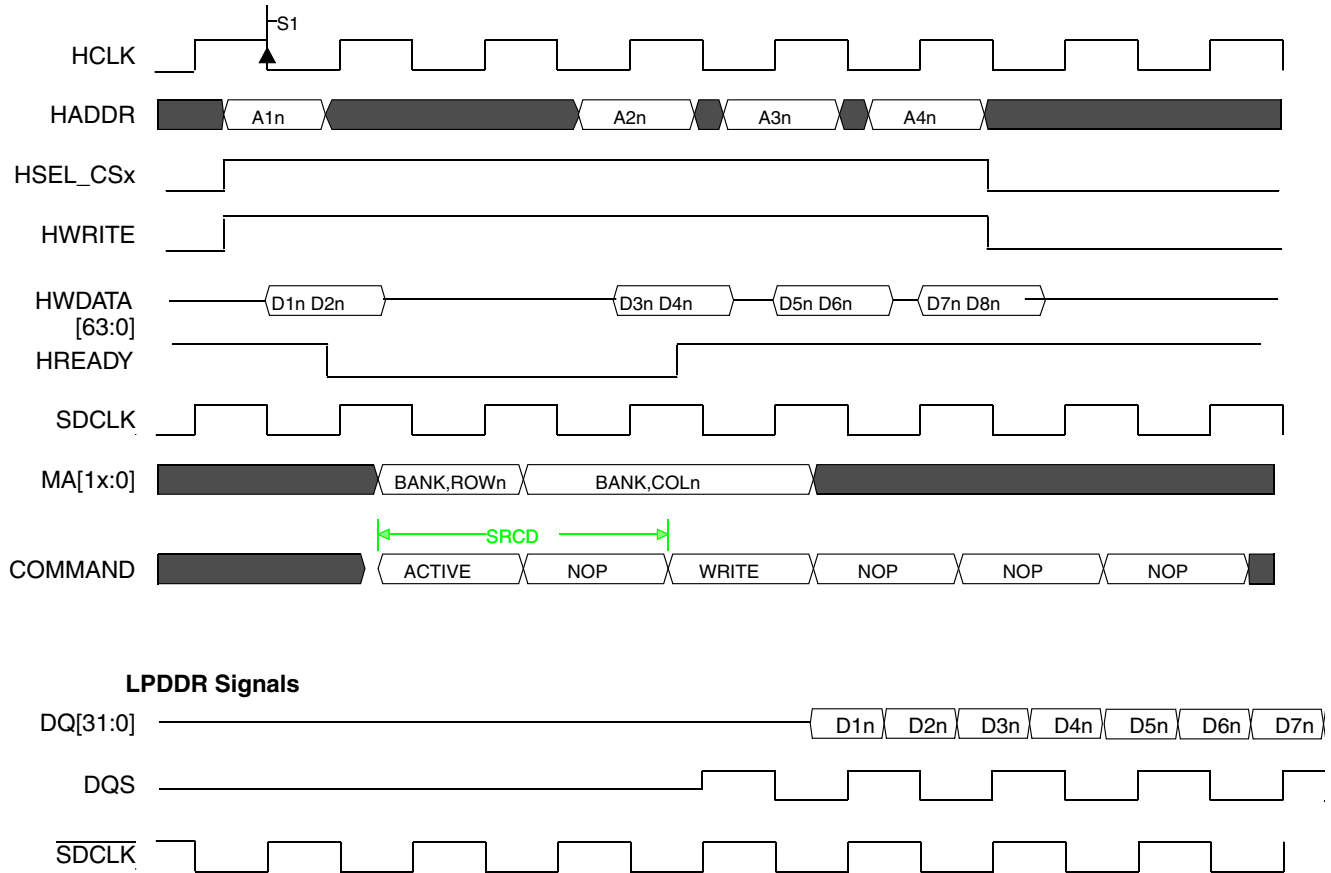 S1
HCLK
HADDR A1n A2n A3n A4n
HSEL_CSx
HWRITE
HWDATA D1n D2n D3n D4n D5n D6n D7n D8n
[63:0]
HREADY
SDCLK
MA[1x:0] BANK,ROWn BANK,COLn
SRCD
COMMAND ACTIVE NOP WRITE NOP NOP NOP
LPDDR Signals
DQ[31:0] D1n D2n D3n D4n D5n D6n D7n
DQS
SDCLK